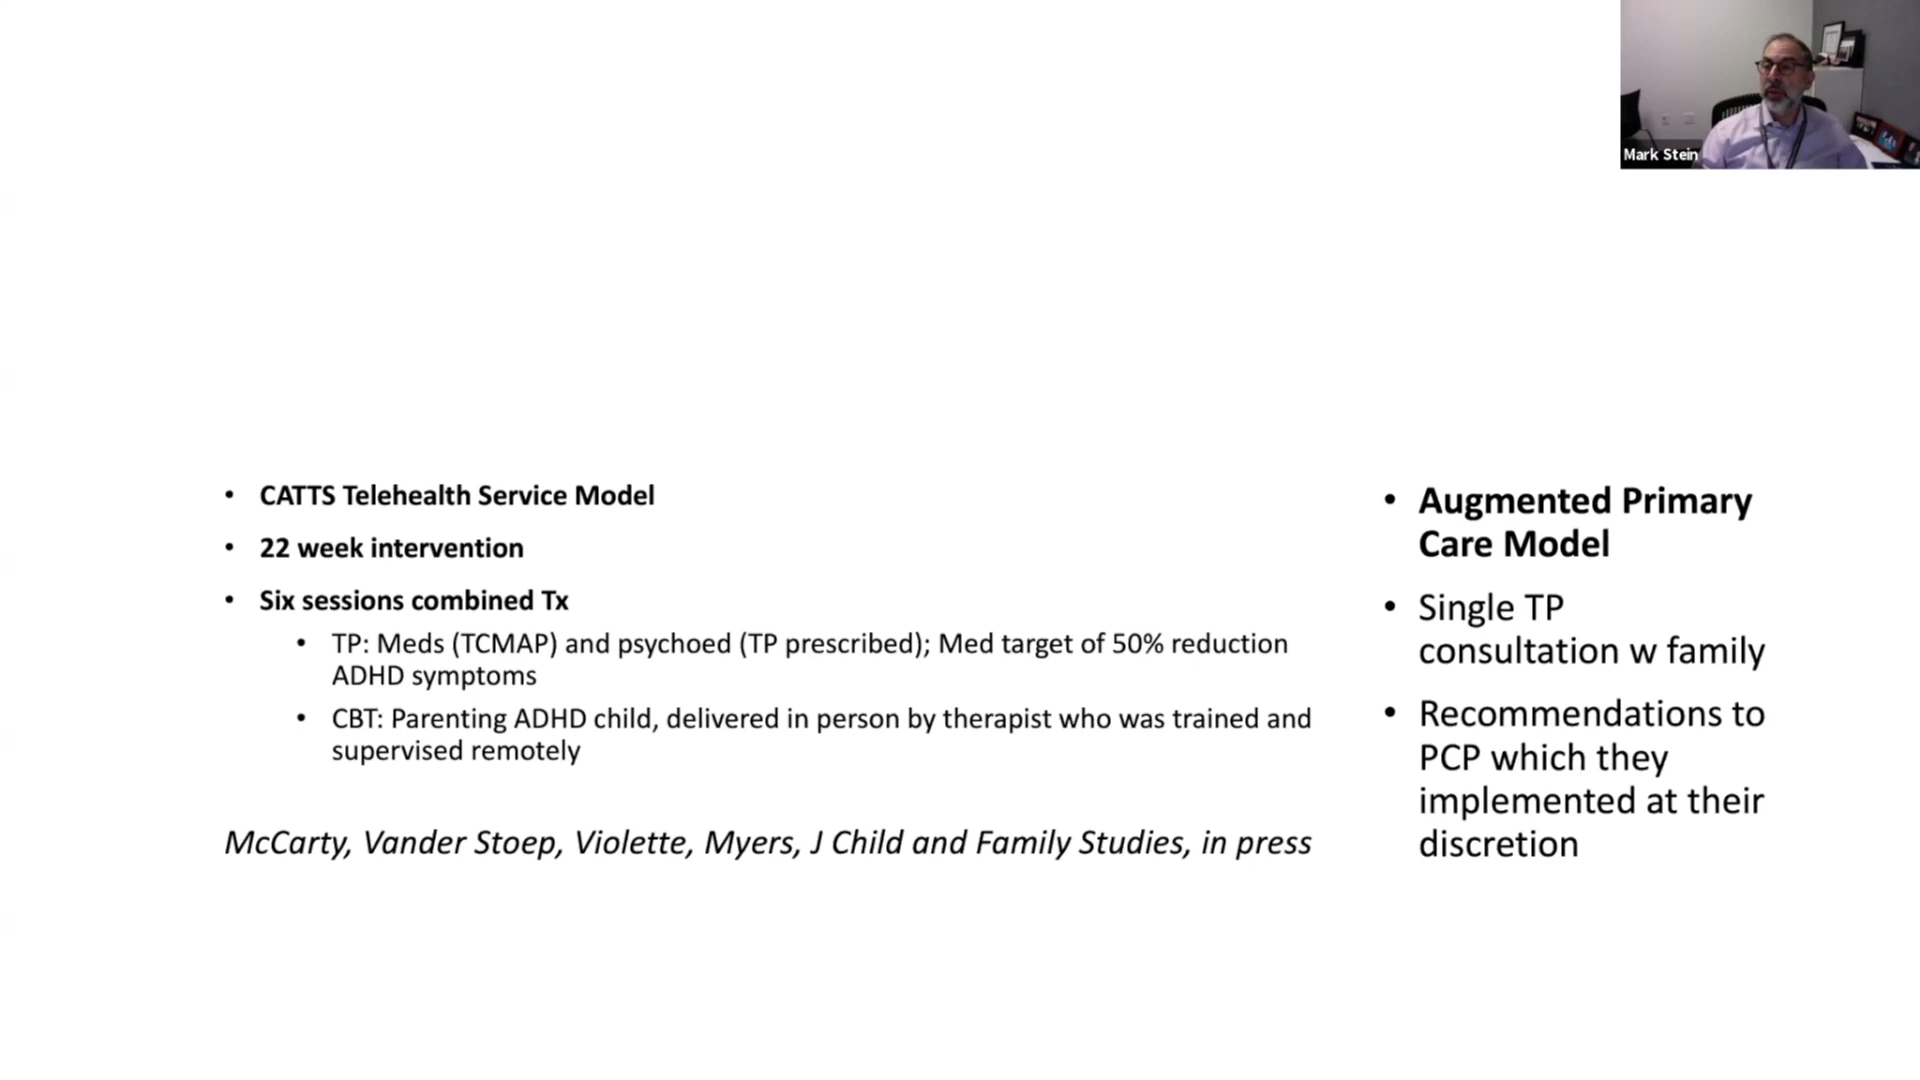 Mark Stein
• CATTS Telehealth Service Model
• 22 week intervention
• Six sessions combined Tx
• TP: Meds (TCMAP) and psychoed (TP prescribed); Med target of 50% reduction
ADHD symptoms
• CBT: Parenting ADHD child, delivered in person by therapist who was trained and
supervised remotely
McCarty, Vander Stoep, Violette, Myers, J Child and Family Studies, in press
• Augmented Primary
Care Model
• Single TP
consultation w family
• Recommendations to
PCP which they
implemented at their
discretion